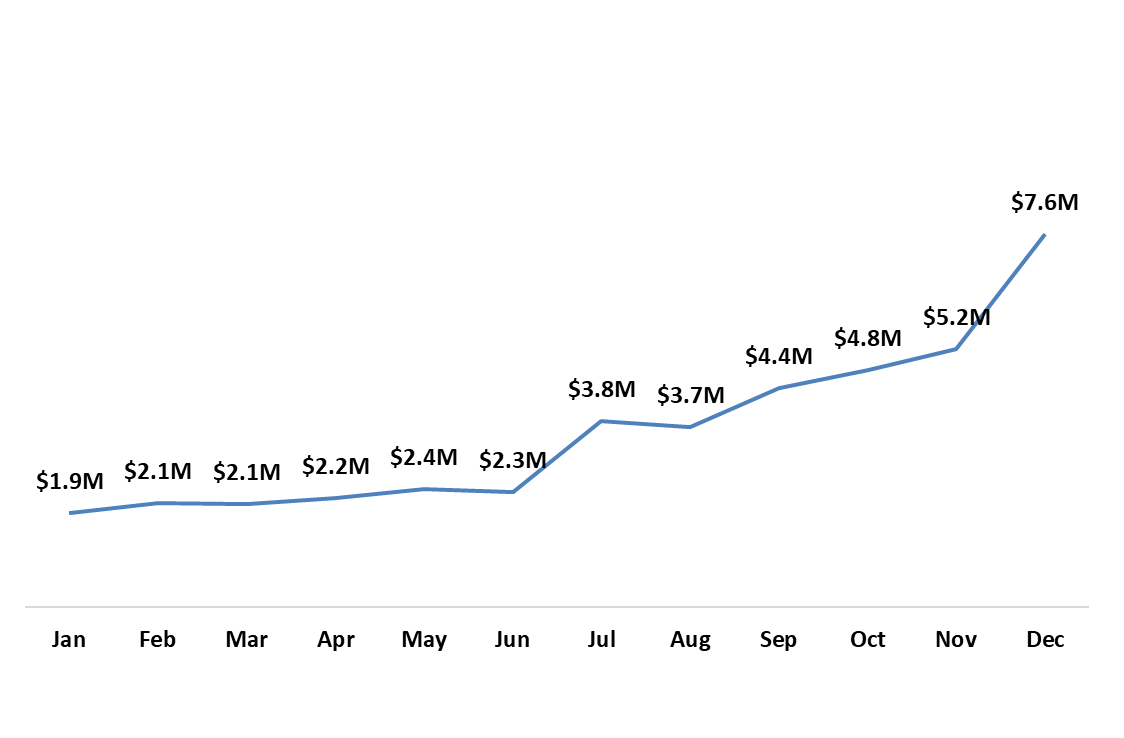 $7.6M
$5.2M
$4.8M
$4.4M
$3.8M
$3.7M
$2.4M
$2.3M
$2.2M
$2.1M
$2.1M
$1.9M
Jan Feb Mar Apr May Jun Jul Aug Sep Oct Nov Dec